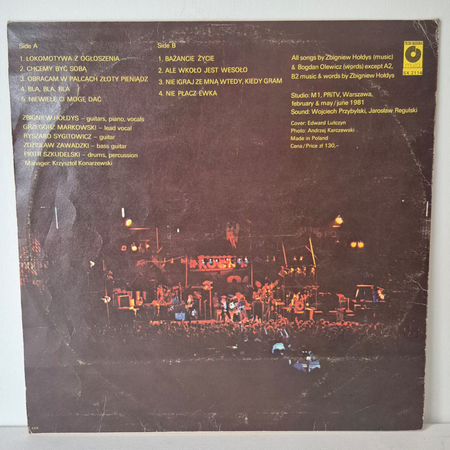 Side A
1. LOKOMOTYWA Z OGŁOSZENIA
2. CHCEMY BYĆ SOBĄ
3. OBRACAM W PALCACH ZŁOTY PIENIĄDZ
4. BLA, BLA, BLA
5. NIEWIELE CI MOGĘ DAĆ
ZBIGNIEW HOŁDYS – guitars, piano, vocals
GRZEGORZ MARKOWSKI – lead vocal
RYSZARD SYGITOWICZ – guitar
ZDZISŁAW ZAWADZKI – bass guitar
PIOTR SZKUDELSKI – drums, percussion
Manager: Krzysztof Konarzewski
Side B
1. BAŻANCIE ŻYCIE
2. ALE WKOŁO JEST WESOŁO
3. NIE IGRAJ ZE MNĄ WTEDY, KIEDY GRAM
4. NIE PŁACZ EWKA
All songs by Zbigniew Hołdys (music)
& Bogdan Olewicz (words) except A2,
B2 music & words by Zbigniew Hołdys
Studio: M1, PRiTV, Warszawa,
february & may/june 1981
Sound: Wojciech Przybylski, Jarosław Regulski
Cover: Edward Lutczyn
Photo: Andrzej Karczewski
Made in Poland
Cena/Price zł 130,—
ROCK